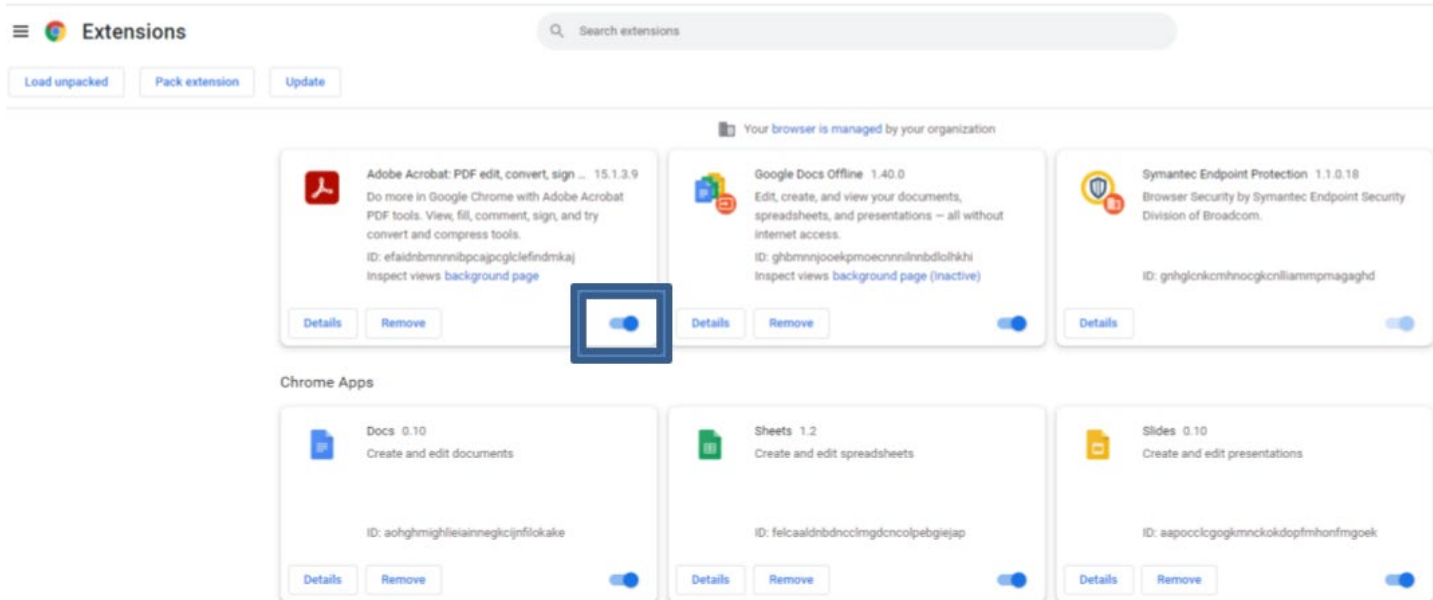 Extensions
Search extensions
Load unpacked Pack extension Update
Your browser is managed by your organization
Adobe Acrobat: PDF edit, convert, sign ... 15.1.3.9
Do more in Google Chrome with Adobe Acrobat
PDF tools. View, fill, comment, sign, and try
convert and compress tools.
ID: efaidnbmnnnibpcajpcglclefindmkaj
Inspect views background page
Details Remove
Google Docs Offline 1.40.0
Edit, create, and view your documents,
spreadsheets, and presentations — all without
internet access.
ID: ghbmnnjooekpmoecnnnilnnbdlolhkhi
Inspect views background page (Inactive)
Details Remove
Symantec Endpoint Protection 1.1.0.18
Browser Security by Symantec Endpoint Security
Division of Broadcom.
ID: gnhglcnkcmhnocgkcnlliammpmagaghd
Details
Chrome Apps
Docs 0.10
Create and edit documents
ID: aohghmighlieiainnegkcijnfilokake
Details Remove
Sheets 1.2
Create and edit spreadsheets
ID: felcaaldnbdncclmgdcncolpebgiejap
Details Remove
Slides 0.10
Create and edit presentations
ID: aapocclcgogkmnckokdopfmhonfmgoek
Details Remove